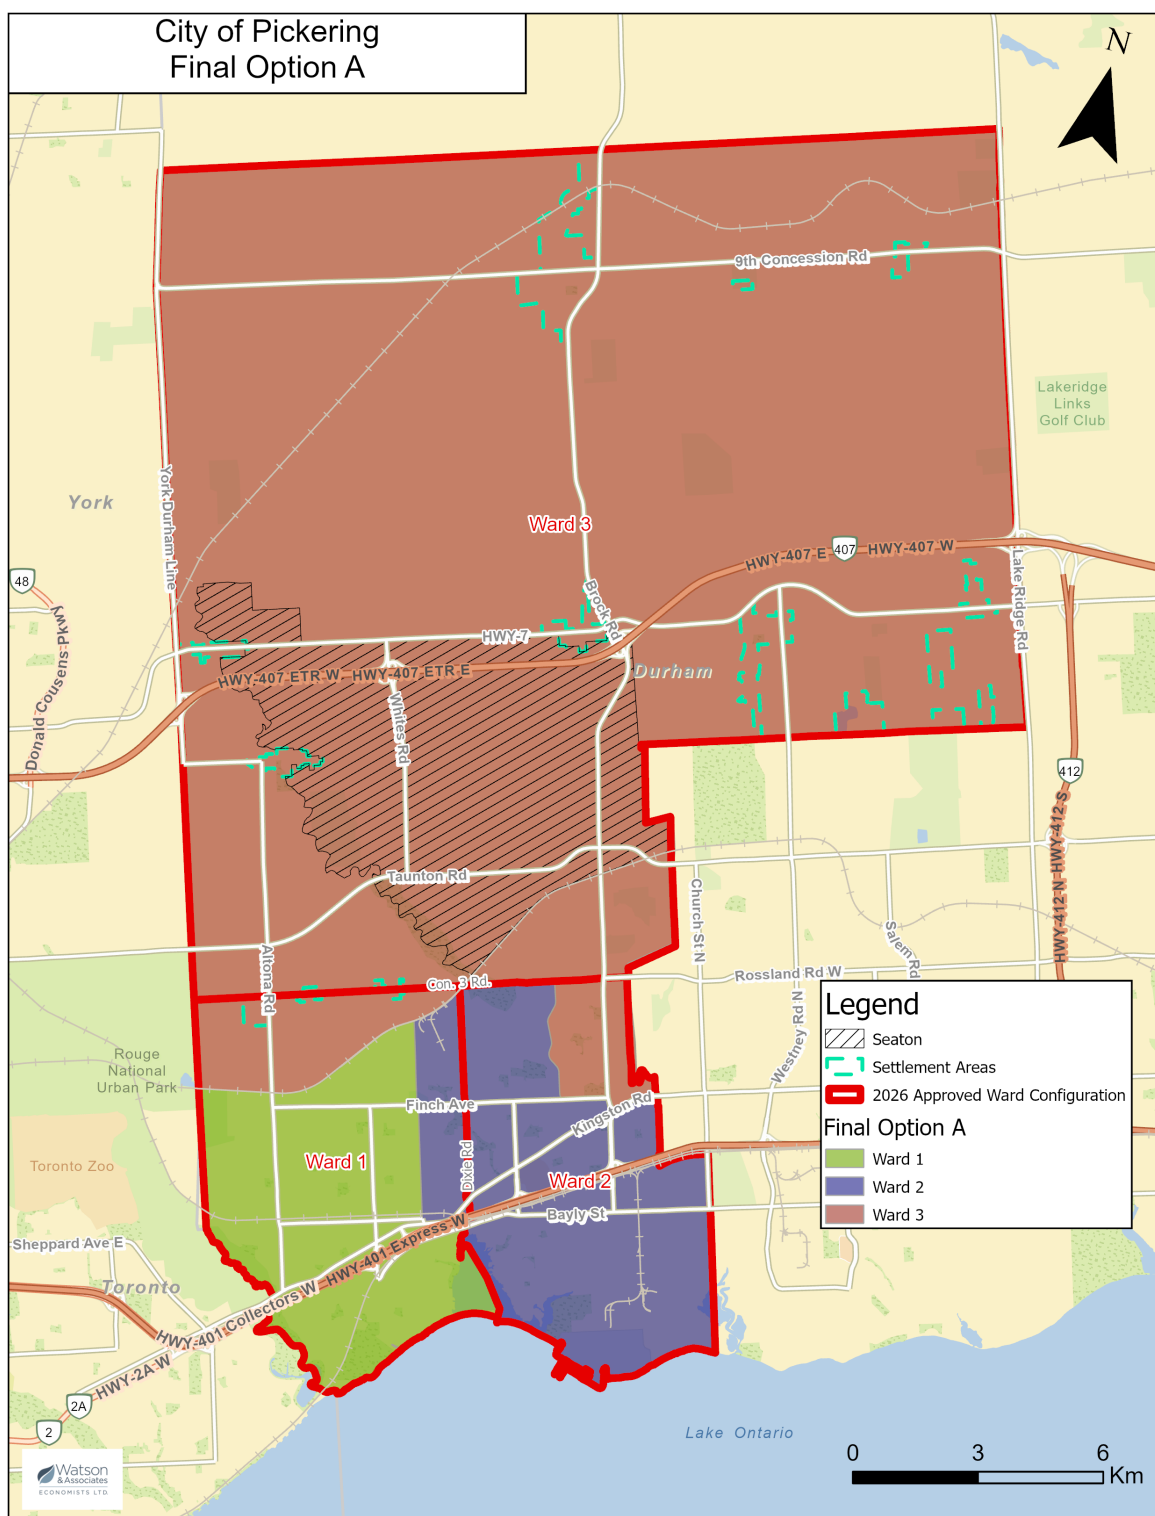 City of Pickering
Final Option A
N
9th Concession Rd
Lakeridge
Links
Golf Club
York
York Durham Line
Ward 3
HWY-407 E
407
HWY-407 W
48
Donald Cousens Pkwy
Brock Rd
Lake Ridge Rd
HWY-7
HWY-407 ETR W
HWY-407 ETR E
Durham
Whites Rd
412
HWY-412 N HWY-412 S
Taunton Rd
Church St N
Salem Rd
Altona Rd
Con. 3 Rd.
Rossland Rd W
Westney Rd N
Rouge
National
Urban Park
Finch Ave
Kingston Rd
Toronto Zoo
Ward 1
Dixie Rd
Ward 2
Bayly St
Sheppard Ave E
Toronto
HWY-401 Collectors W
HWY-401 Express W
HWY-2A W
2A
2
Lake Ontario
Legend
Seaton
Settlement Areas
2026 Approved Ward Configuration
Final Option A
Ward 1
Ward 2
Ward 3
0 3 6
Km
Watson
& Associates
ECONOMISTS LTD.